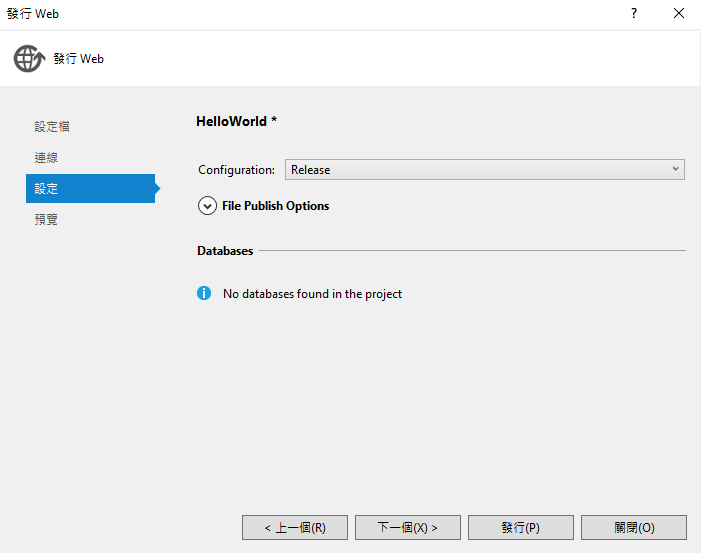 發行 Web
?
發行 Web
設定檔
連線
設定
預覽
HelloWorld *
Configuration: Release
File Publish Options
Databases
No databases found in the project
< 上一個(R)
下一個(X) >
發行(P)
關閉(O)